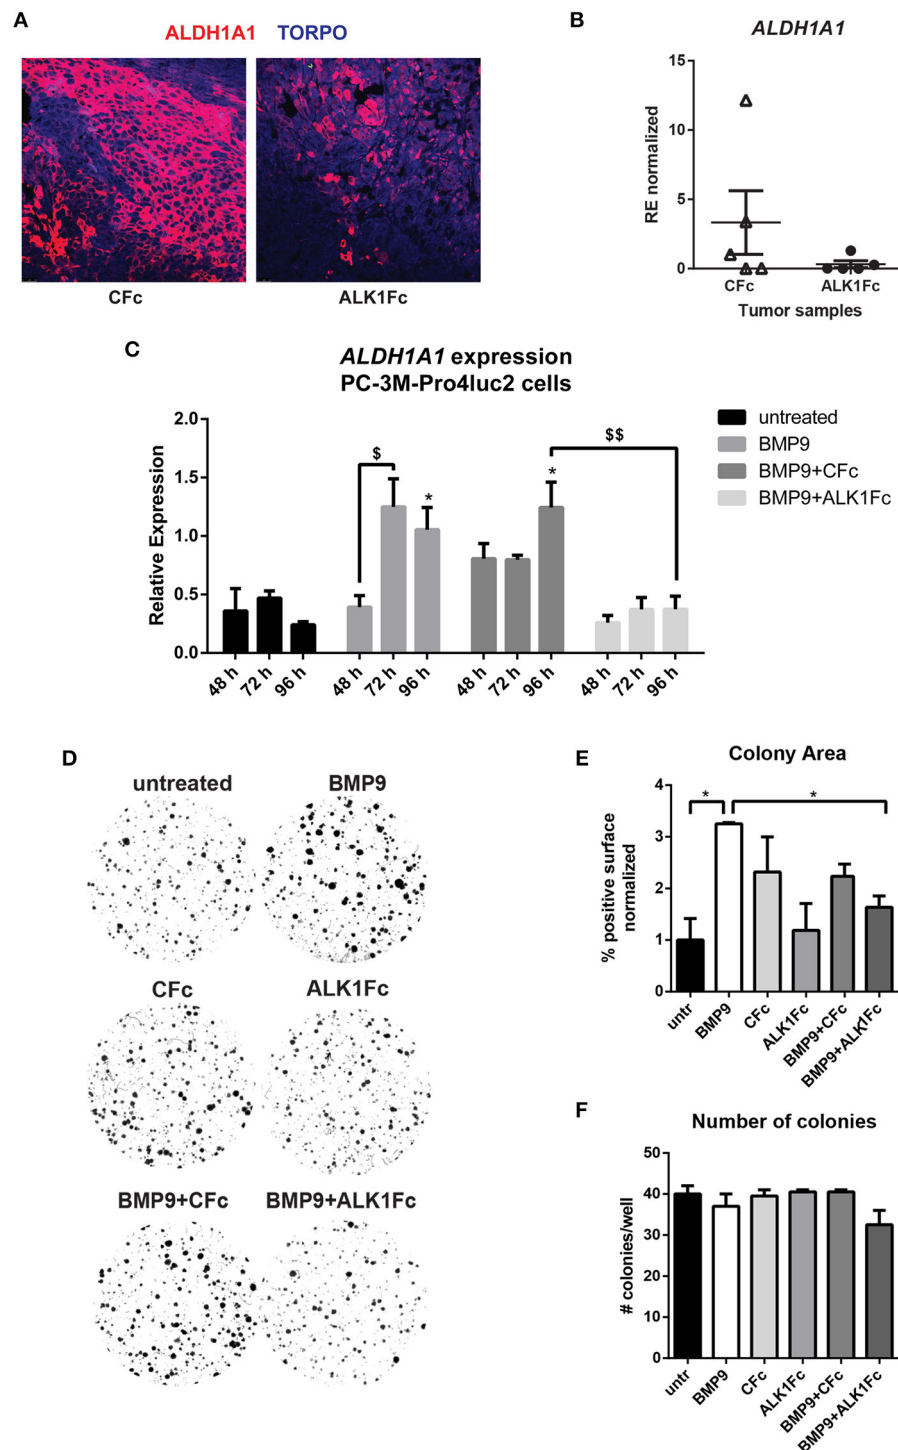 A
ALDH1A1 TORPO
CFc
ALK1Fc
B
ALDH1A1
RE normalized
15
10
5
0
CFc
ALK1Fc
Tumor samples
C
ALDH1A1 expression
PC-3M-Pro4luc2 cells
Relative Expression
2.0
1.5
1.0
0.5
0.0
$
*
*
$$
48 h
72 h
96 h
48 h
72 h
96 h
48 h
72 h
96 h
48 h
72 h
96 h
untreated
BMP9
BMP9+CFc
BMP9+ALK1Fc
D
untreated
BMP9
CFc
ALK1Fc
BMP9+CFc
BMP9+ALK1Fc
E
Colony Area
% positive surface
normalized
4
3
2
1
0
*
*
untr
BMP9
CFc
ALK1Fc
BMP9+CFc
BMP9+ALK1Fc
F
Number of colonies
# colonies/well
50
40
30
20
10
0
untr
BMP9
CFc
ALK1Fc
BMP9+CFc
BMP9+ALK1Fc